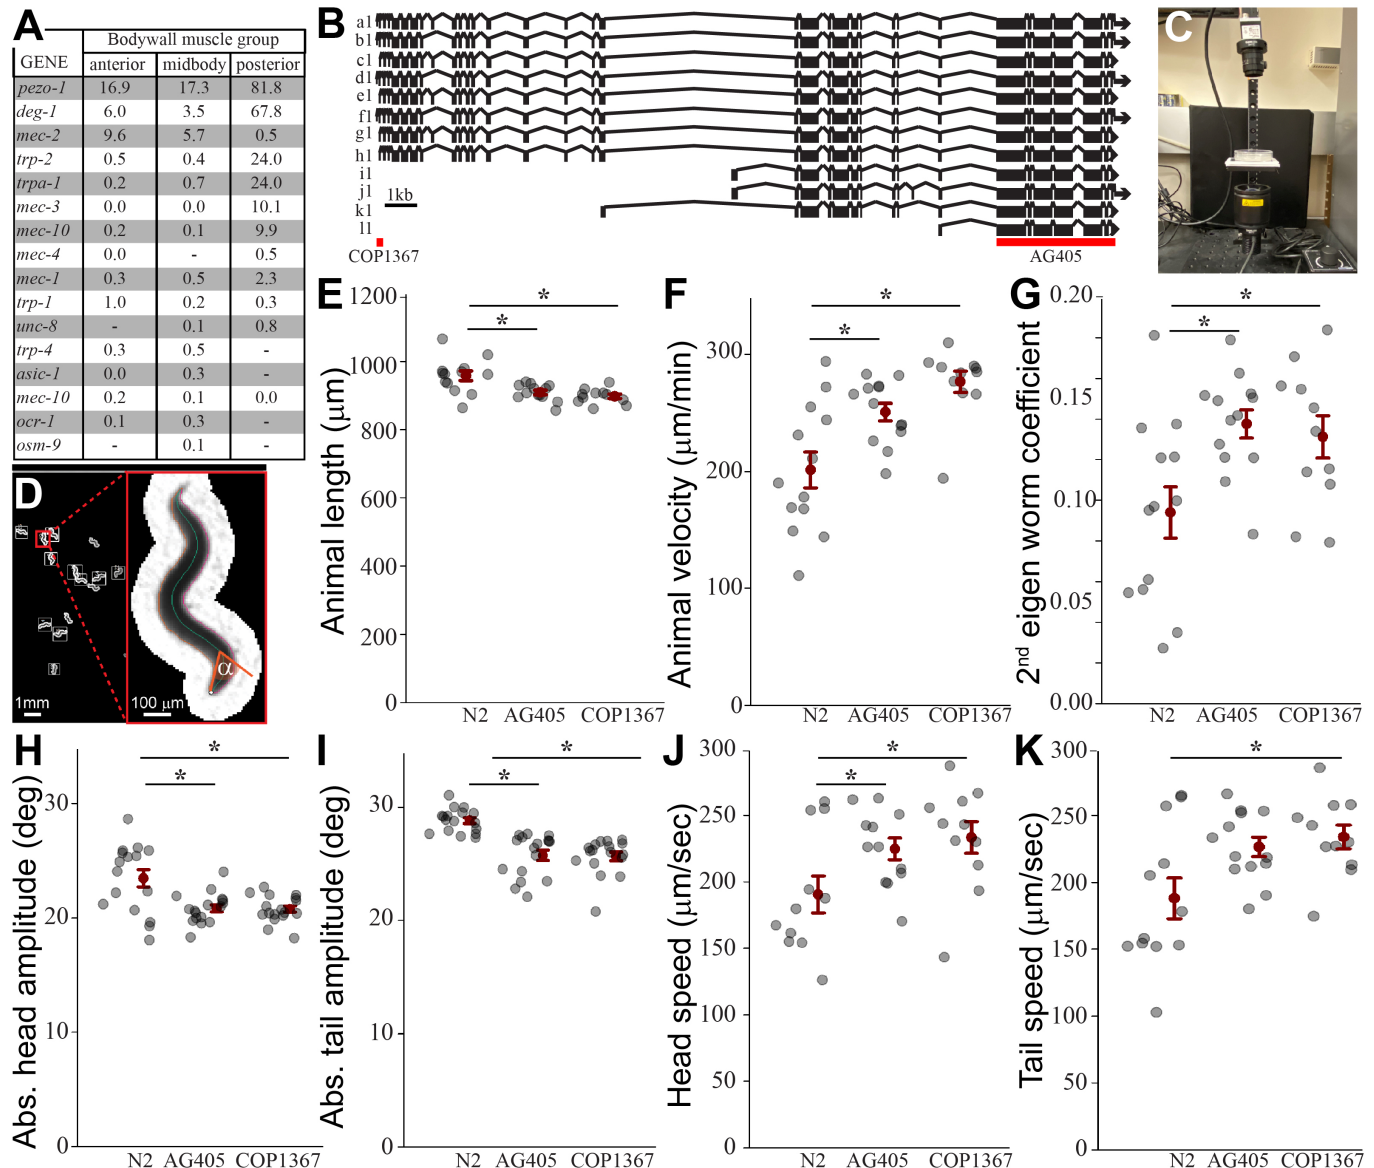 A
Bodywall muscle group
GENE anterior midbody posterior
pezo-1 16.9 17.3 81.8
deg-1 6.0 3.5 67.8
mec-2 9.6 5.7 0.5
trp-2 0.5 0.4 24.0
trpa-1 0.2 0.7 24.0
mec-3 0.0 0.0 10.1
mec-10 0.2 0.1 9.9
mec-4 0.0 - 0.5
mec-1 0.3 0.5 2.3
trp-1 1.0 0.2 0.3
unc-8 - 0.1 0.8
trp-4 0.3 0.5 -
asic-1 0.0 0.3 -
mec-10 0.2 0.1 0.0
ocr-1 0.1 0.3 -
osm-9 - 0.1
B
a1
b1
c1
d1
e1
f1
g1
h1
i1
j1
k1
l1
1kb
COP1367 AG405
C
D
1mm
100 μm
α
E
Animal length (μm)
1200
1000
800
600
400
200
0
* *
N2 AG405 COP1367
F
Animal velocity (μm/min)
300
200
100
0
* *
N2 AG405 COP1367
G
2nd eigen worm coefficient
0.20
0.15
0.10
0.05
0.00
* *
N2 AG405 COP1367
H
Abs. head amplitude (deg)
30
20
10
0
* *
N2 AG405 COP1367
I
Abs. tail amplitude (deg)
30
20
10
0
* *
N2 AG405 COP1367
J
Head speed (μm/sec)
300
250
200
150
100
50
0
* *
N2 AG405 COP1367
K
Tail speed (μm/sec)
300
250
200
150
100
50
0
*
N2 AG405 COP1367